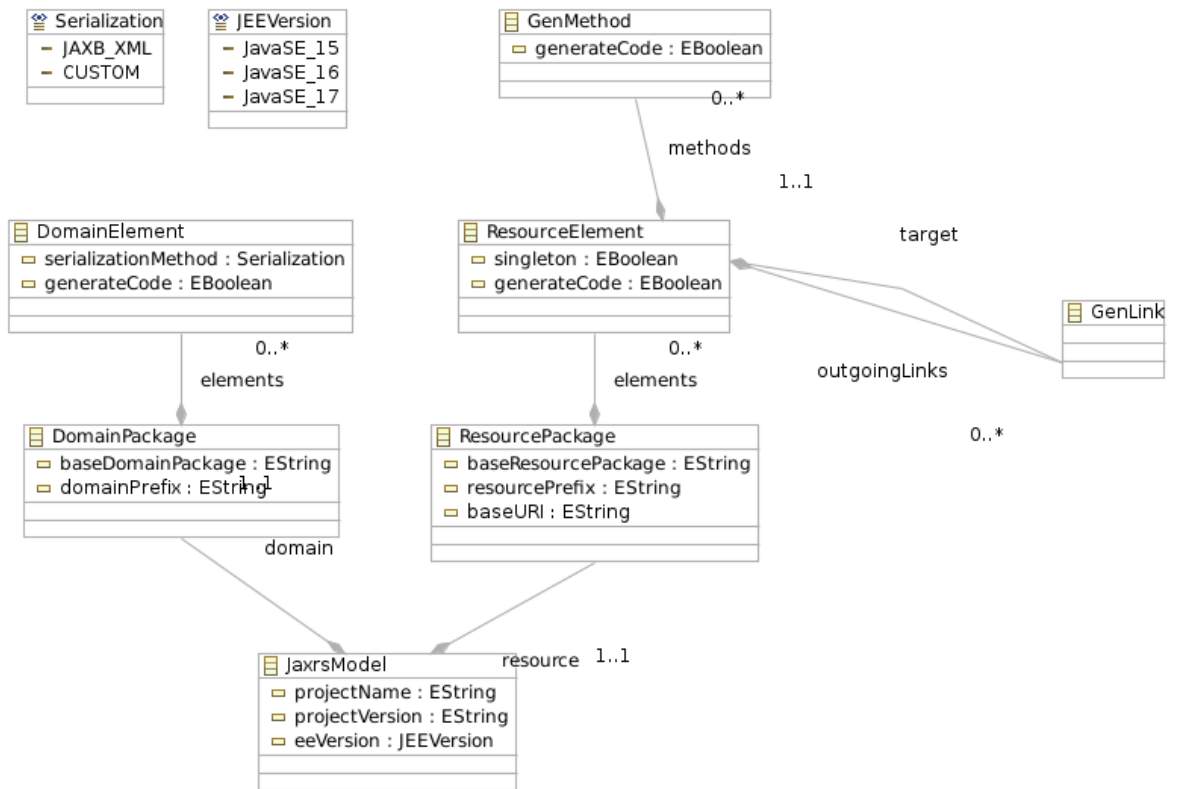 Serialization
JAXB_XML
CUSTOM
JEEVersion
JavaSE_15
JavaSE_16
JavaSE_17
GenMethod
generateCode : EBoolean
0..*
methods
1..1
target
DomainElement
serializationMethod : Serialization
generateCode : EBoolean
ResourceElement
singleton : EBoolean
generateCode : EBoolean
GenLink
0..*
elements
0..*
elements
outgoingLinks
0..*
DomainPackage
baseDomainPackage : EString
domainPrefix : EString
1..1
domain
ResourcePackage
baseResourcePackage : EString
resourcePrefix : EString
baseURI : EString
JaxrsModel
projectName : EString
projectVersion : EString
eeVersion : JEEVersion
resource
1..1